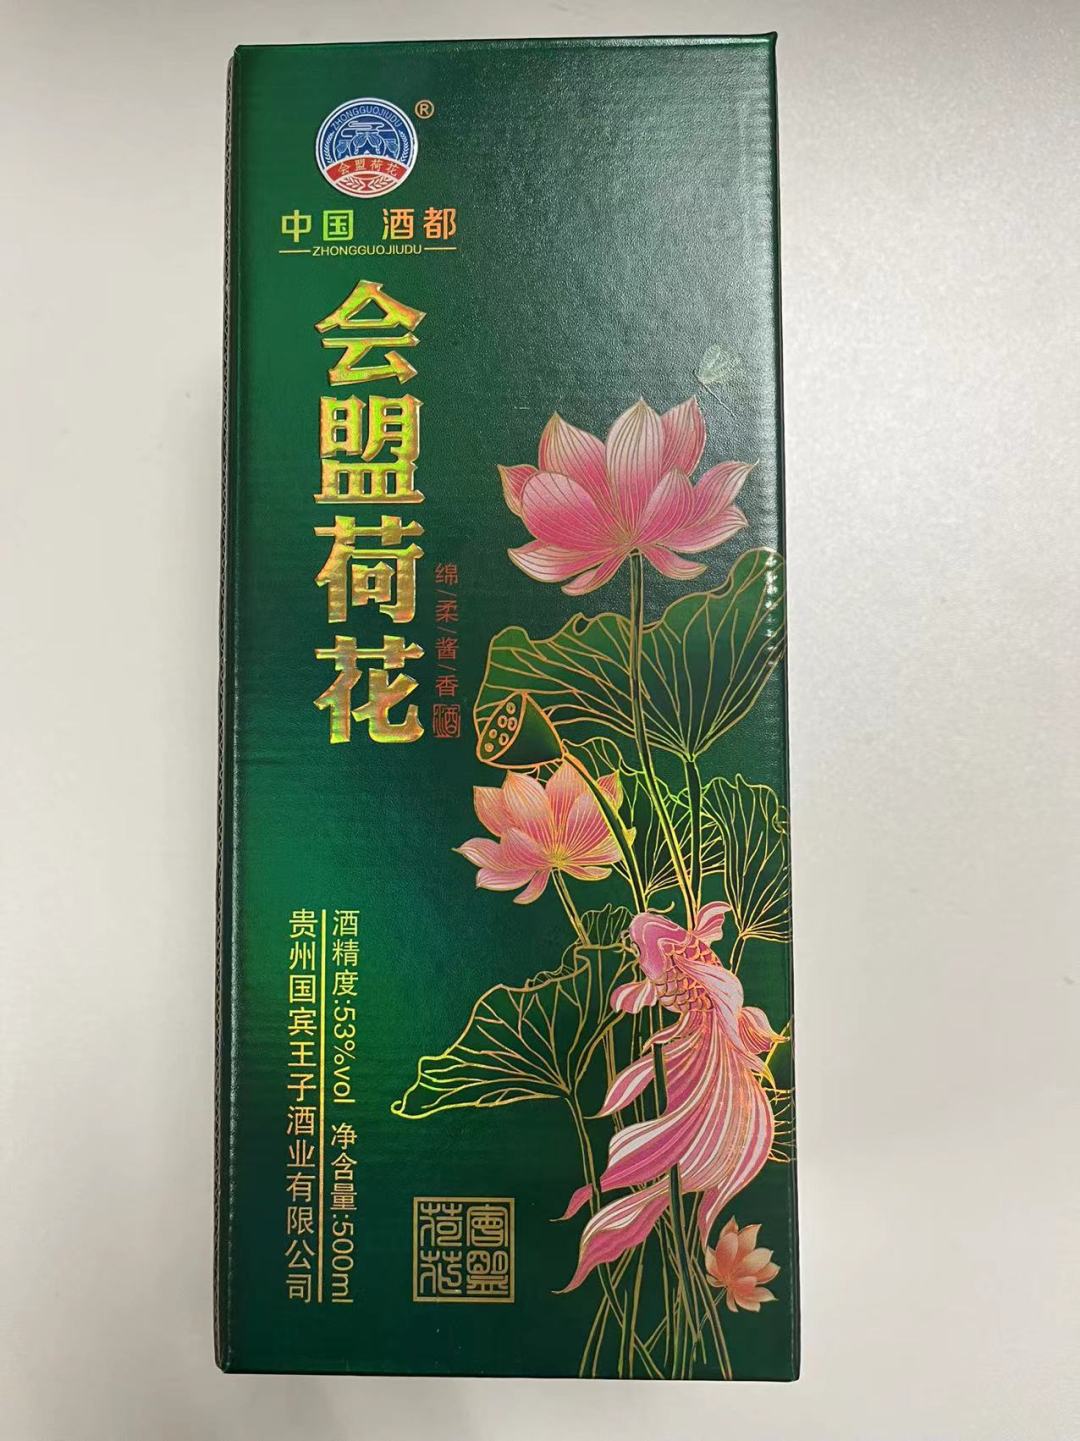 ZHONGGUOJIUDU
会盟荷花
®
中国 酒都
ZHONGGUOJIUDU
会盟荷花
绵/柔/酱/香
酒
酒精度:53%vol 净含量:500ml
贵州国宾王子酒业有限公司
會盟
荷花